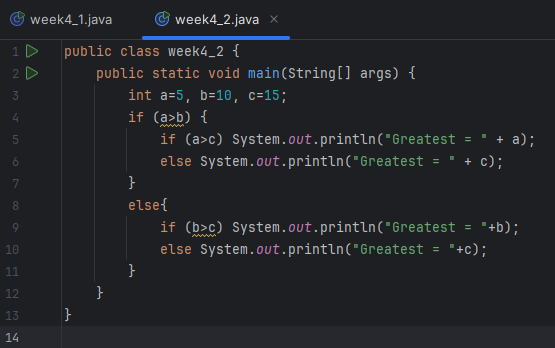 week4_1.java week4_2.java ×
1 public class week4_2 {
2     public static void main(String[] args) {
3         int a=5, b=10, c=15;
4         if (a>b) {
5             if (a>c) System.out.println("Greatest = " + a);
6             else System.out.println("Greatest = " + c);
7         }
8         else{
9             if (b>c) System.out.println("Greatest = "+b);
10             else System.out.println("Greatest = "+c);
11         }
12     }
13 }
14